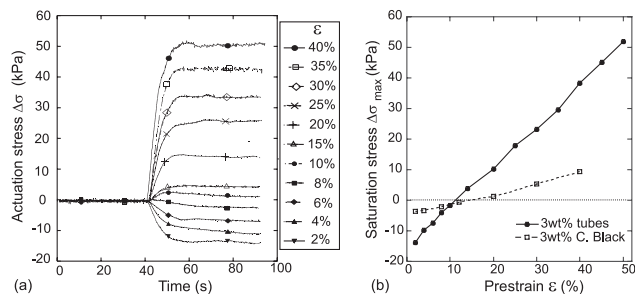 60
50
40
30
20
10
0
-10
-20
Actuation stress Δσ (kPa)
0 20 40 60 80 100
Time (s)
(a)
ε
40%
35%
30%
25%
20%
15%
10%
8%
6%
4%
2%
60
50
40
30
20
10
0
-10
-20
Saturation stress Δσmax (kPa)
3wt% tubes
3wt% C. Black
0 10 20 30 40 50
Prestrain ε (%)
(b)